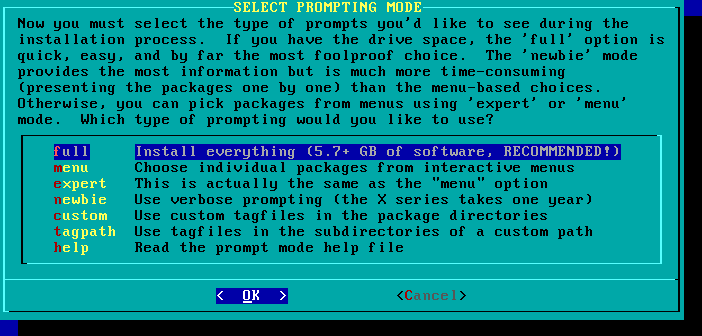 SELECT PROMPTING MODE
Now you must select the type of prompts you'd like to see during the
installation process.  If you have the drive space, the 'full' option is
quick, easy, and by far the most foolproof choice.  The 'newbie' mode
provides the most information but is much more time-consuming
(presenting the packages one by one) than the menu-based choices.
Otherwise, you can pick packages from menus using 'expert' or 'menu'
mode.  Which type of prompting would you like to use?
full     Install everything (5.7+ GB of software, RECOMMENDED!)
menu     Choose individual packages from interactive menus
expert   This is actually the same as the "menu" option
newbie   Use verbose prompting (the X series takes one year)
custom   Use custom tagfiles in the package directories
tagpath  Use tagfiles in the subdirectories of a custom path
help     Read the prompt mode help file
<  OK  >             <Cancel>